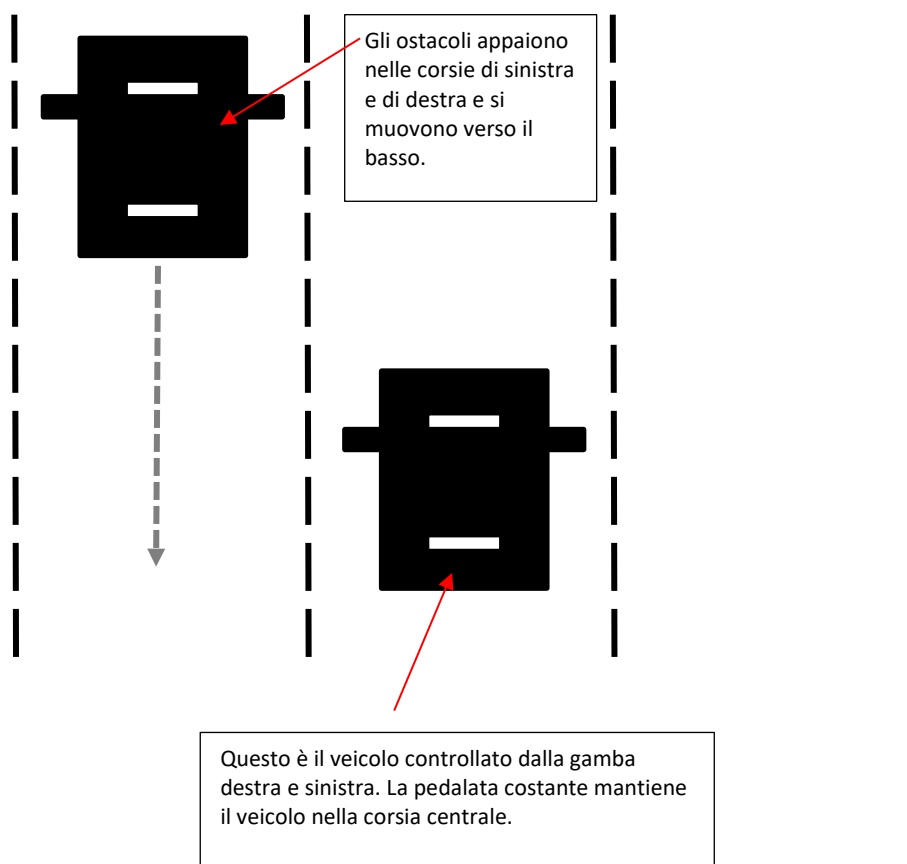 Gli ostacoli appaiono
nelle corsie di sinistra
e di destra e si
muovono verso il
basso.
Questo è il veicolo controllato dalla gamba
destra e sinistra. La pedalata costante mantiene
il veicolo nella corsia centrale.